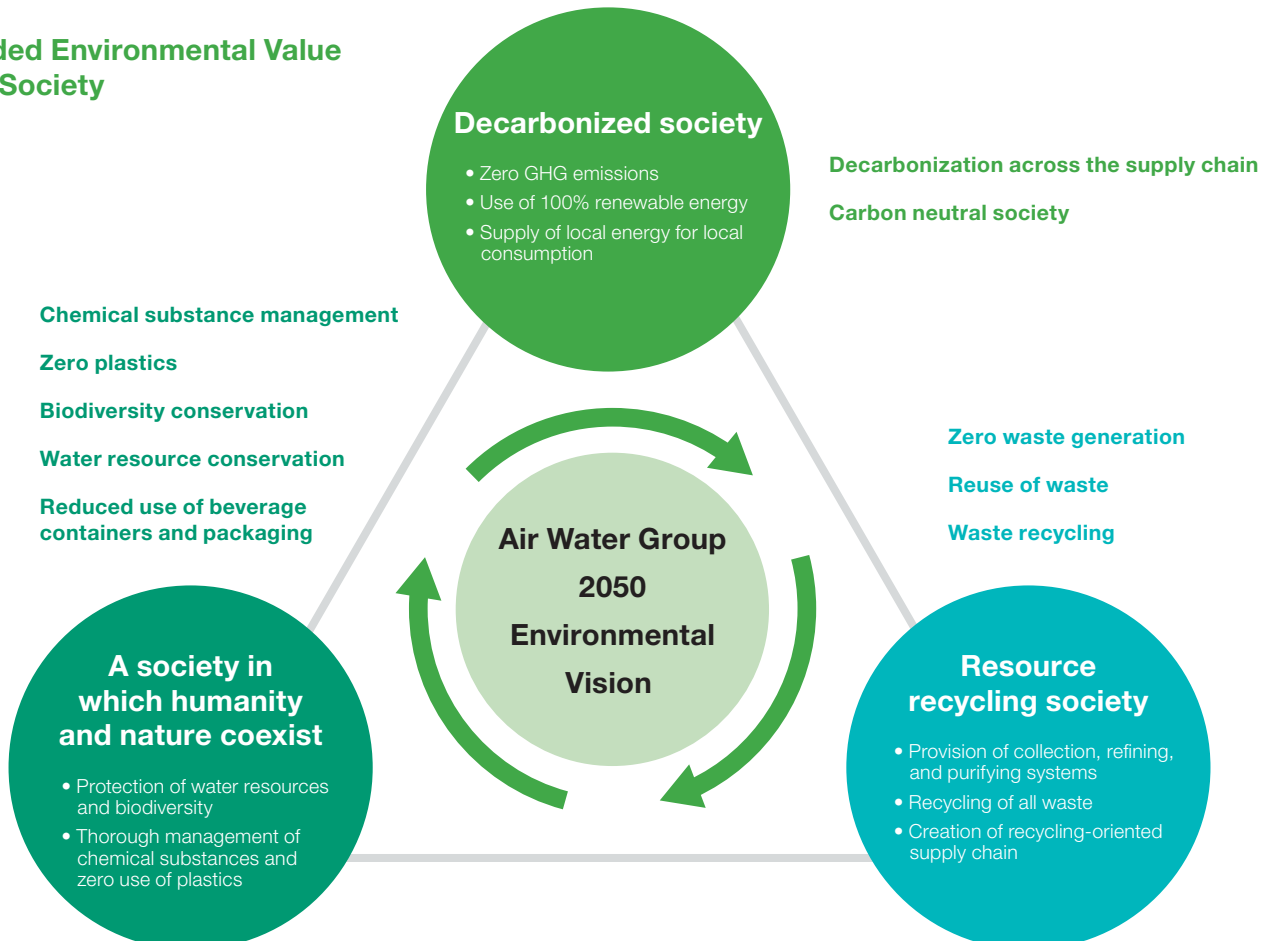 ded Environmental Value
Society
Decarbonized society
• Zero GHG emissions
• Use of 100% renewable energy
• Supply of local energy for local
consumption
Decarbonization across the supply chain
Carbon neutral society
Chemical substance management
Zero plastics
Biodiversity conservation
Water resource conservation
Reduced use of beverage
containers and packaging
Zero waste generation
Reuse of waste
Waste recycling
Air Water Group
2050
Environmental
Vision
A society in
which humanity
and nature coexist
• Protection of water resources
and biodiversity
• Thorough management of
chemical substances and
zero use of plastics
Resource
recycling society
• Provision of collection, refining,
and purifying systems
• Recycling of all waste
• Creation of recycling-oriented
supply chain